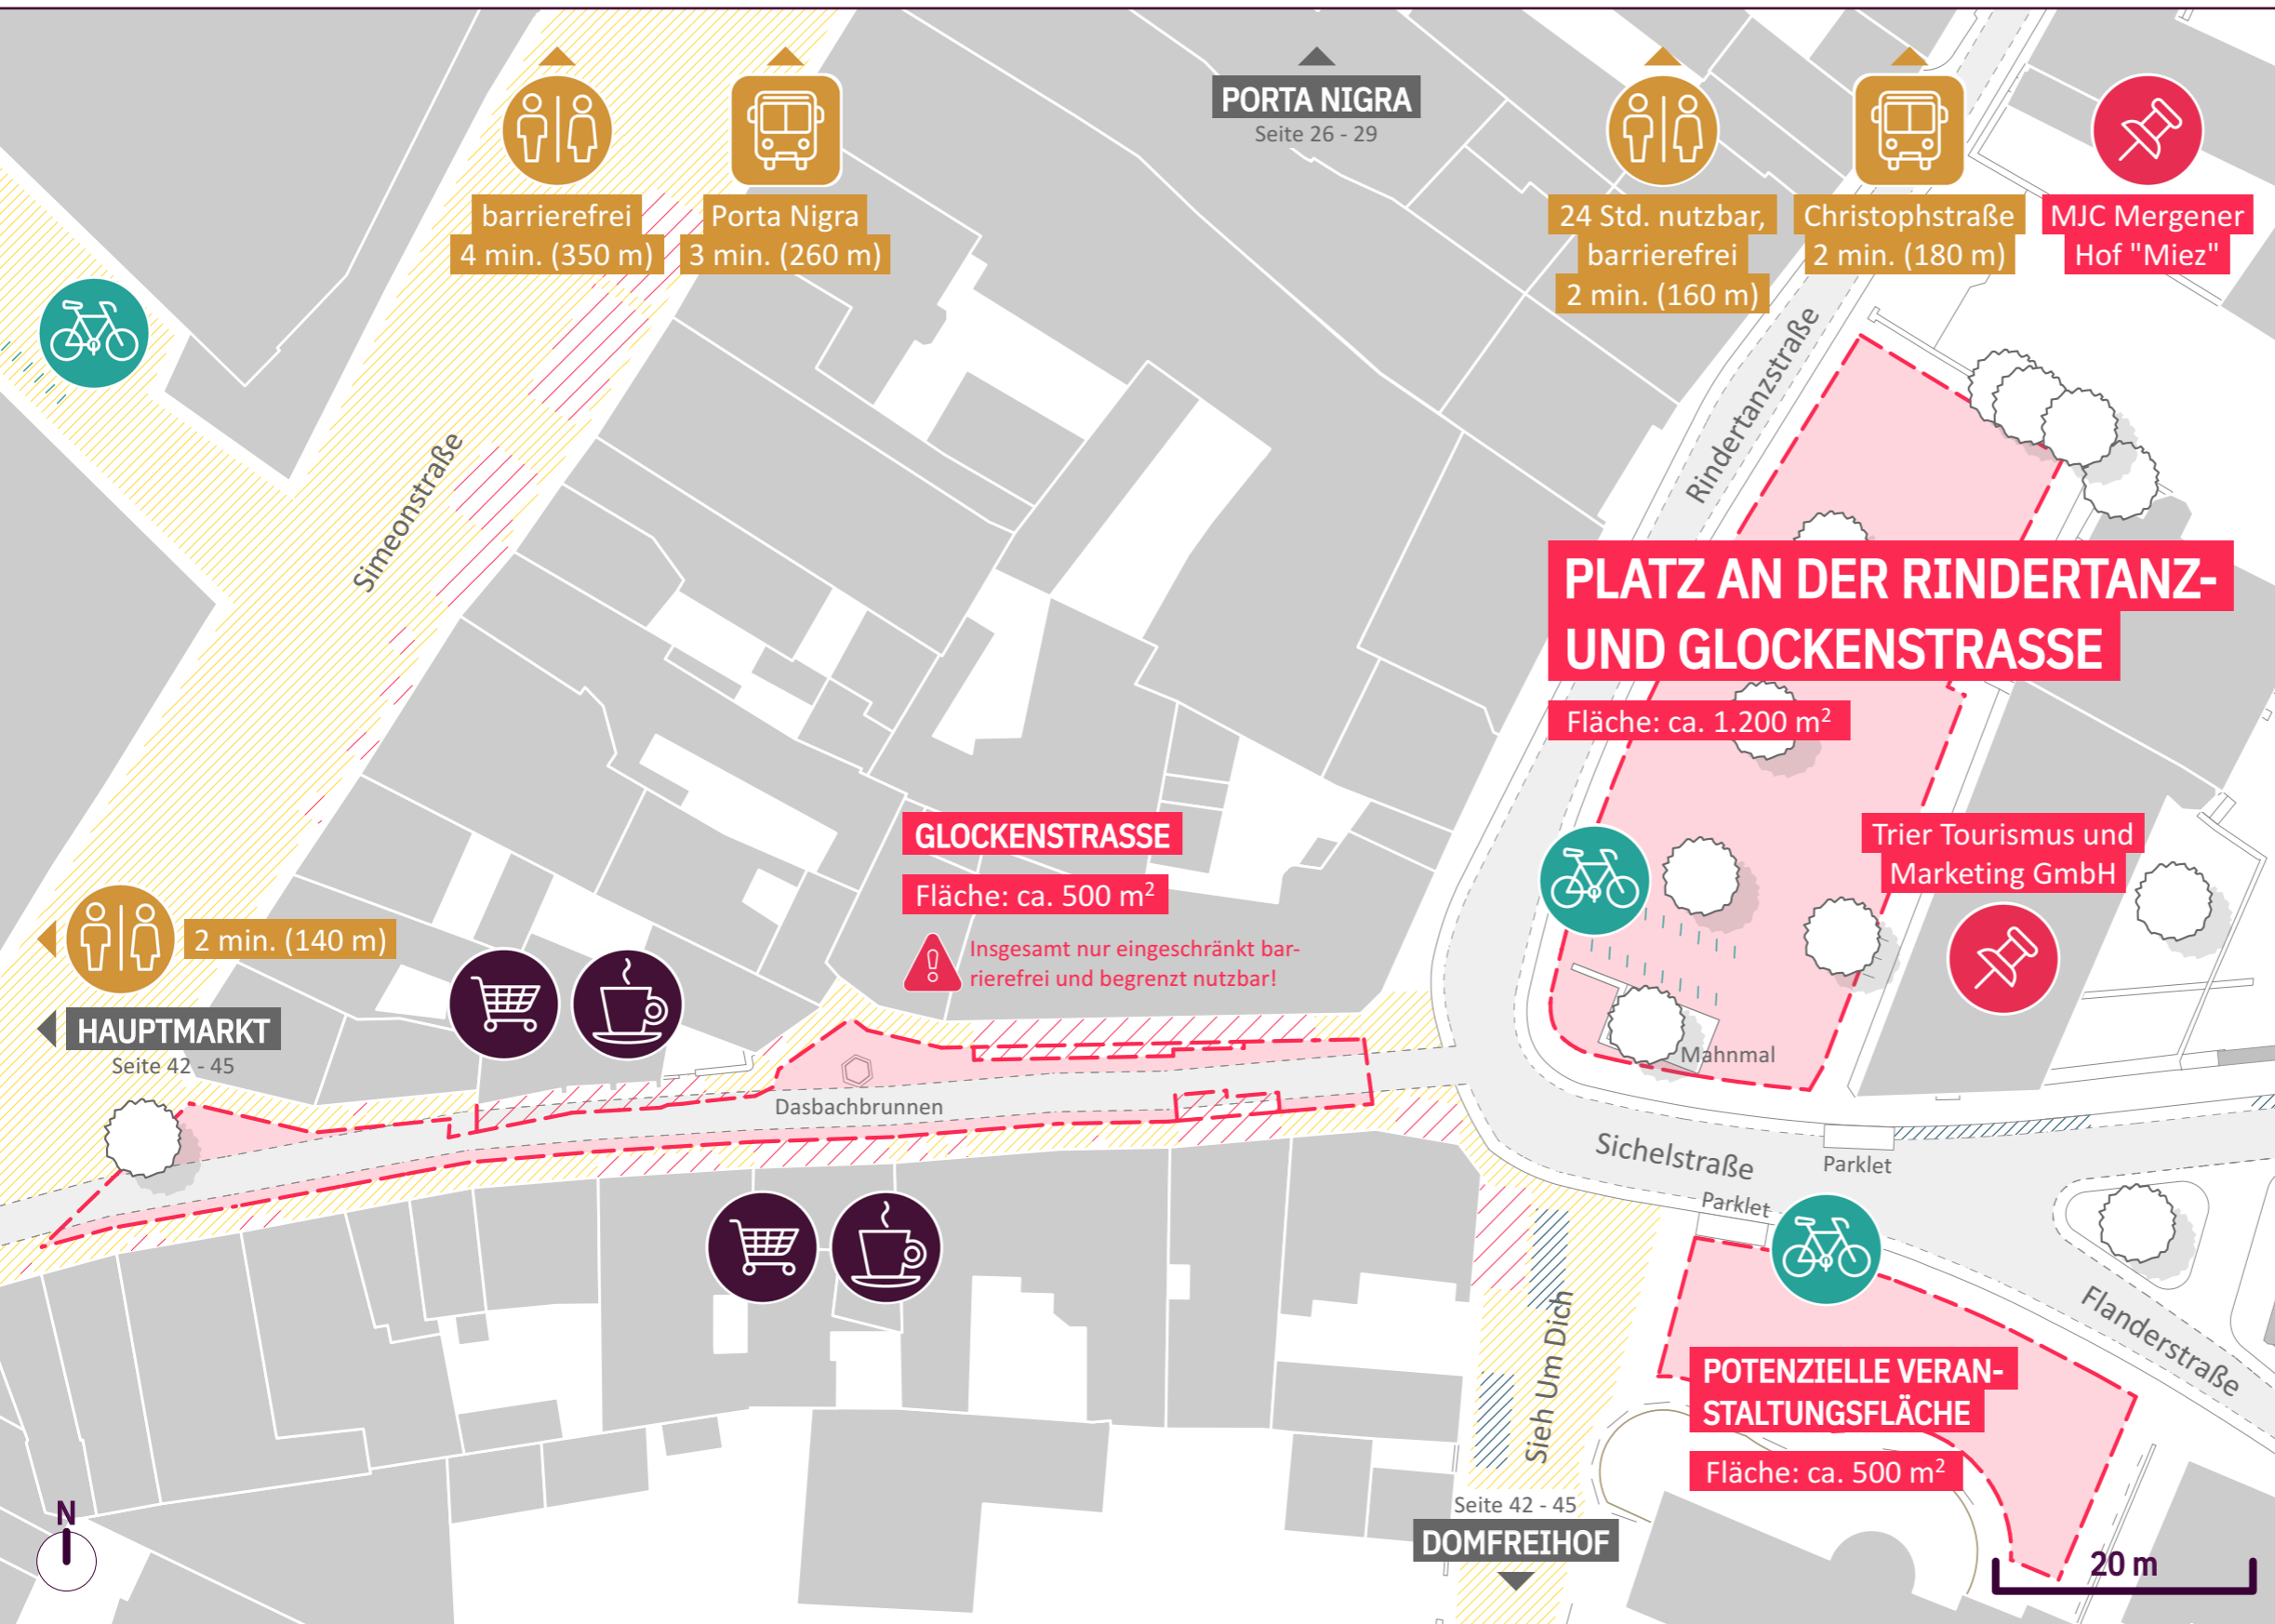 PORTA NIGRA
Seite 26 - 29
barrierefrei
4 min. (350 m)
Porta Nigra
3 min. (260 m)
24 Std. nutzbar,
barrierefrei
2 min. (160 m)
Christophstraße
2 min. (180 m)
MJC Mergener
Hof "Miez"
Rindertanzstraße
Simeonstraße
PLATZ AN DER RINDERTANZ-
UND GLOCKENSTRASSE
Fläche: ca. 1.200 m²
GLOCKENSTRASSE
Fläche: ca. 500 m²
Insgesamt nur eingeschränkt bar-
rierefrei und begrenzt nutzbar!
Trier Tourismus und
Marketing GmbH
2 min. (140 m)
HAUPTMARKT
Seite 42 - 45
Mahnmal
Dasbachbrunnen
Sichelstraße
Parklet
Parklet
Flanderstraße
Sieh Um Dich
POTENZIELLE VERAN-
STALTUNGSFLÄCHE
Fläche: ca. 500 m²
Seite 42 - 45
DOMFREIHOF
N
20 m